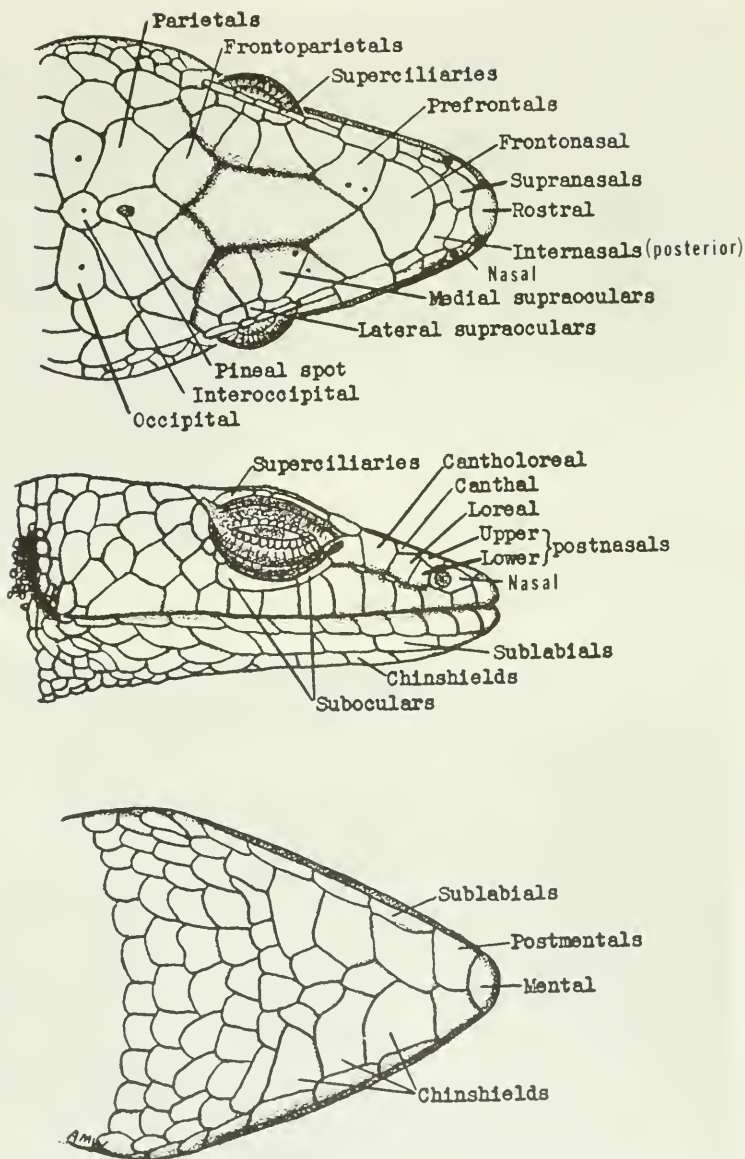 Parietals
Frontoparietals
Superciliaries
Prefrontals
Frontonasal
Supranasals
Rostral
Internasals (posterior)
Nasal
Medial supraoculars
Lateral supraoculars
Pineal spot
Interoccipital
Occipital
Superciliaries
Cantholoreal
Canthal
Loreal
Upper
Lower } postnasals
Nasal
Sublabials
Chinshields
Suboculars
Sublabials
Postmentals
Mental
Chinshields